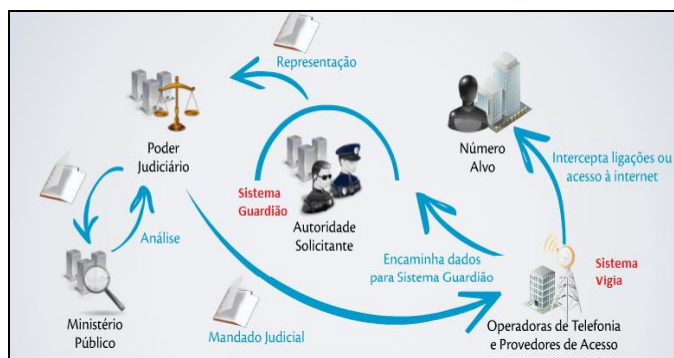 Representação
Poder
Judiciário
Número
Alvo
Intercepta ligações ou
acesso à internet
Sistema
Guardião
Autoridade
Solicitante
Análise
Encaminha dados
para Sistema Guardião
Sistema
Vigia
Ministério
Público
Mandado Judicial
Operadoras de Telefonia
e Provedores de Acesso